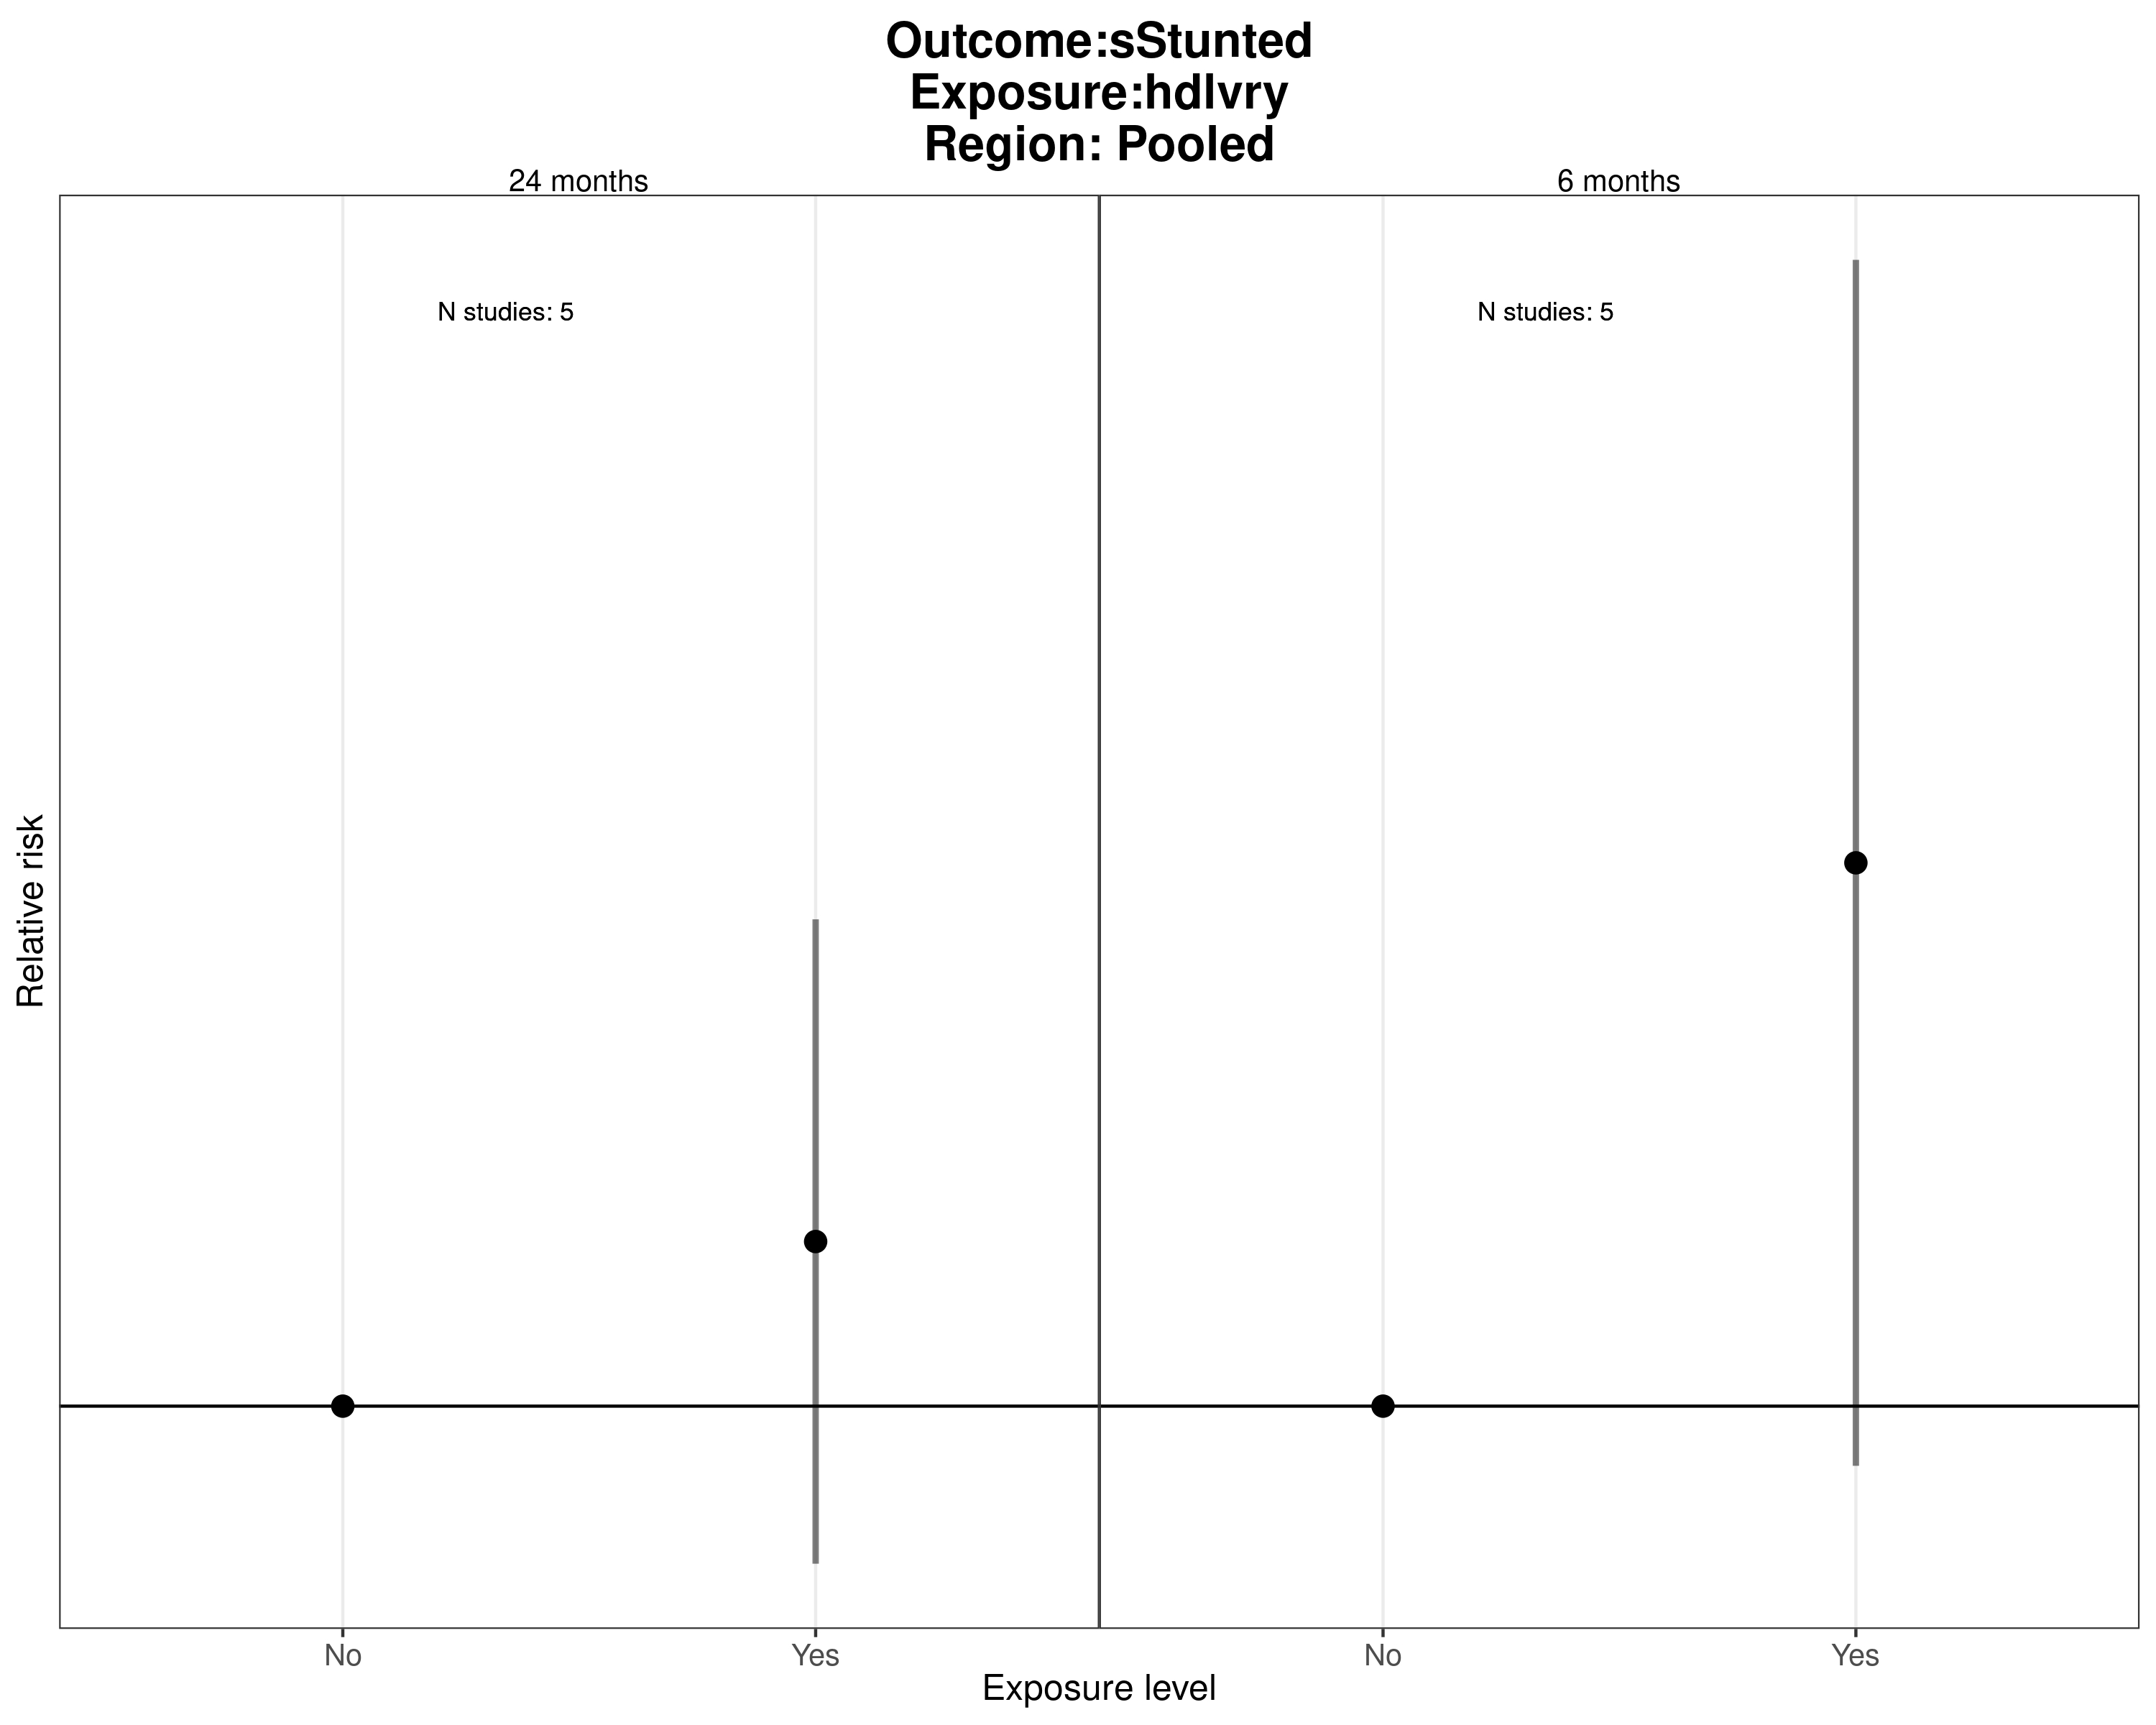 Outcome:sStunted
Exposure:hdlvry
Region: Pooled
24 months
6 months
N studies: 5
N studies: 5
Relative risk
No
Yes
No
Yes
Exposure level